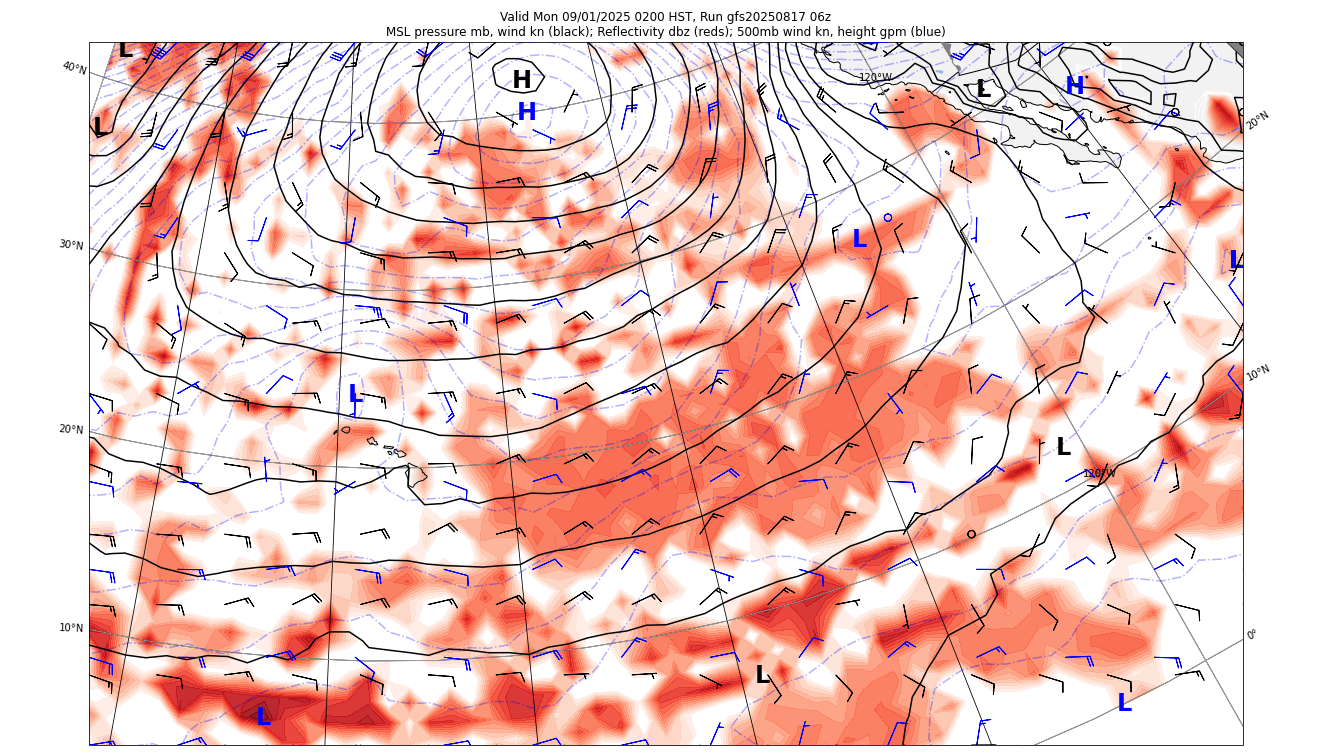 Valid Mon 09/01/2025 0200 HST, Run gfs20250817 06z
MSL pressure mb, wind kn (black); Reflectivity dbz (reds); 500mb wind kn, height gpm (blue)
L
40°N
H
120°W
L
H
H
L
20°N
30°N
L
L
10°N
L
20°N
L
120°W
10°N
0°
L
L
L